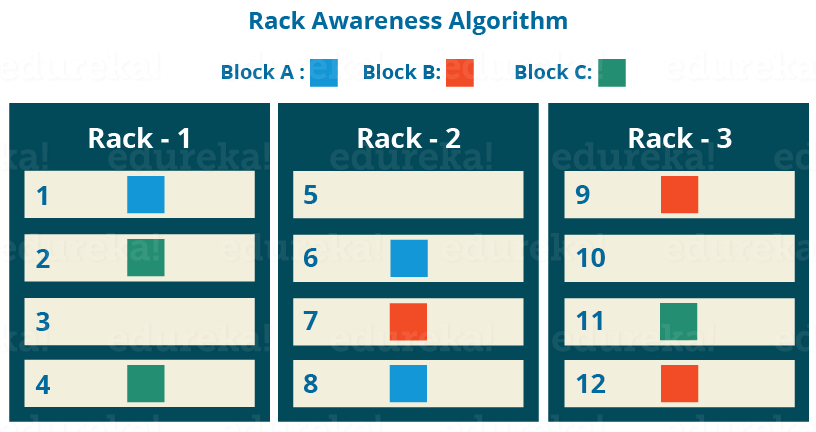 Rack Awareness Algorithm
Block A : Block B: Block C:
Rack - 1
1
2
3
4
Rack - 2
5
6
7
8
Rack - 3
9
10
11
12
edureka!